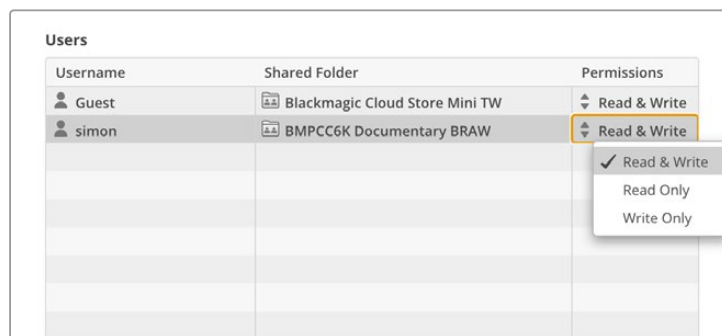 Users
Username Shared Folder Permissions
Guest Blackmagic Cloud Store Mini TW Read & Write
simon BMPCC6K Documentary BRAW Read & Write
Read & Write
Read Only
Write Only